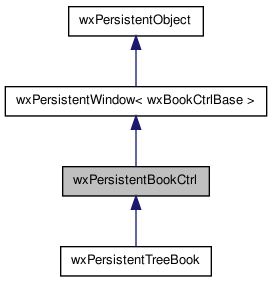 wxPersistentObject
wxPersistentWindow< wxBookCtrlBase >
wxPersistentBookCtrl
wxPersistentTreeBook